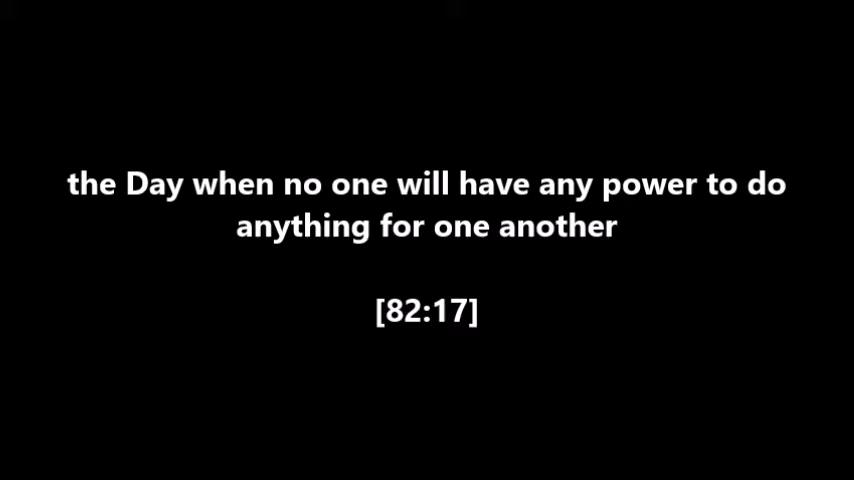 the Day when no one will have any power to do
anything for one another
[82:17]